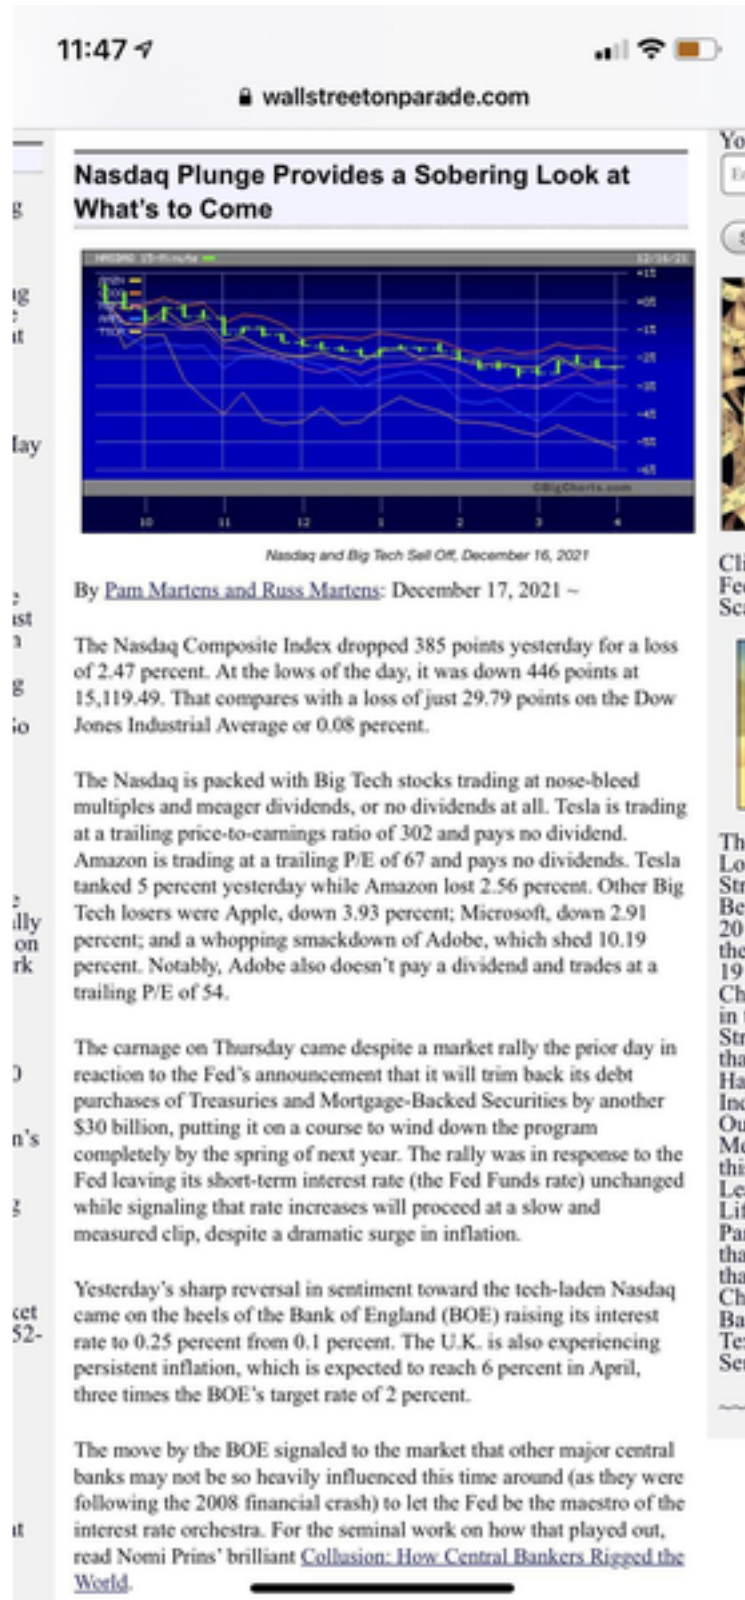 11:47
wallstreetonparade.com
Nasdaq Plunge Provides a Sobering Look at
What's to Come
NASDAQ 15-Minute
12/16/21
10 11 12 1 2 3 4
©BigCharts.com
Nasdaq and Big Tech Sell Off, December 16, 2021
By Pam Martens and Russ Martens: December 17, 2021 ~
The Nasdaq Composite Index dropped 385 points yesterday for a loss
of 2.47 percent. At the lows of the day, it was down 446 points at
15,119.49. That compares with a loss of just 29.79 points on the Dow
Jones Industrial Average or 0.08 percent.
The Nasdaq is packed with Big Tech stocks trading at nose-bleed
multiples and meager dividends, or no dividends at all. Tesla is trading
at a trailing price-to-earnings ratio of 302 and pays no dividend.
Amazon is trading at a trailing P/E of 67 and pays no dividends. Tesla
tanked 5 percent yesterday while Amazon lost 2.56 percent. Other Big
Tech losers were Apple, down 3.93 percent; Microsoft, down 2.91
percent; and a whopping smackdown of Adobe, which shed 10.19
percent. Notably, Adobe also doesn't pay a dividend and trades at a
trailing P/E of 54.
The carnage on Thursday came despite a market rally the prior day in
reaction to the Fed's announcement that it will trim back its debt
purchases of Treasuries and Mortgage-Backed Securities by another
$30 billion, putting it on a course to wind down the program
completely by the spring of next year. The rally was in response to the
Fed leaving its short-term interest rate (the Fed Funds rate) unchanged
while signaling that rate increases will proceed at a slow and
measured clip, despite a dramatic surge in inflation.
Yesterday's sharp reversal in sentiment toward the tech-laden Nasdaq
came on the heels of the Bank of England (BOE) raising its interest
rate to 0.25 percent from 0.1 percent. The U.K. is also experiencing
persistent inflation, which is expected to reach 6 percent in April,
three times the BOE's target rate of 2 percent.
The move by the BOE signaled to the market that other major central
banks may not be so heavily influenced this time around (as they were
following the 2008 financial crash) to let the Fed be the maestro of the
interest rate orchestra. For the seminal work on how that played out,
read Nomi Prins' brilliant Collusion: How Central Bankers Rigged the
World.